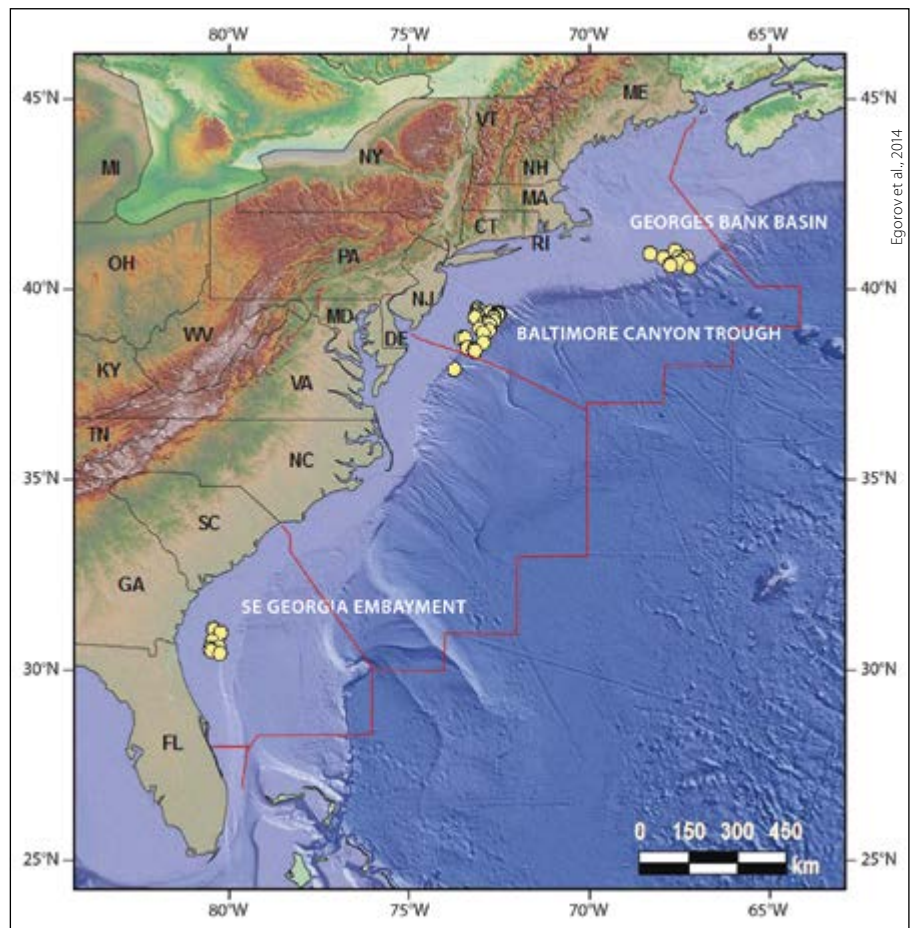 80°W 75°W 70°W 65°W
45°N 45°N
ME
VT
NY
MI
NH
MA
Egorov et al., 2014
GEORGES BANK BASIN
CT
RI
PA
OH
40°N 40°N
NJ
MD
BALTIMORE CANYON TROUGH
WV
DE
KY
VA
TN
NC
35°N 35°N
SC
GA
SE GEORGIA EMBAYMENT
30°N 30°N
FL
0 150 300 450
km
25°N 25°N
80°W 75°W 70°W 65°W